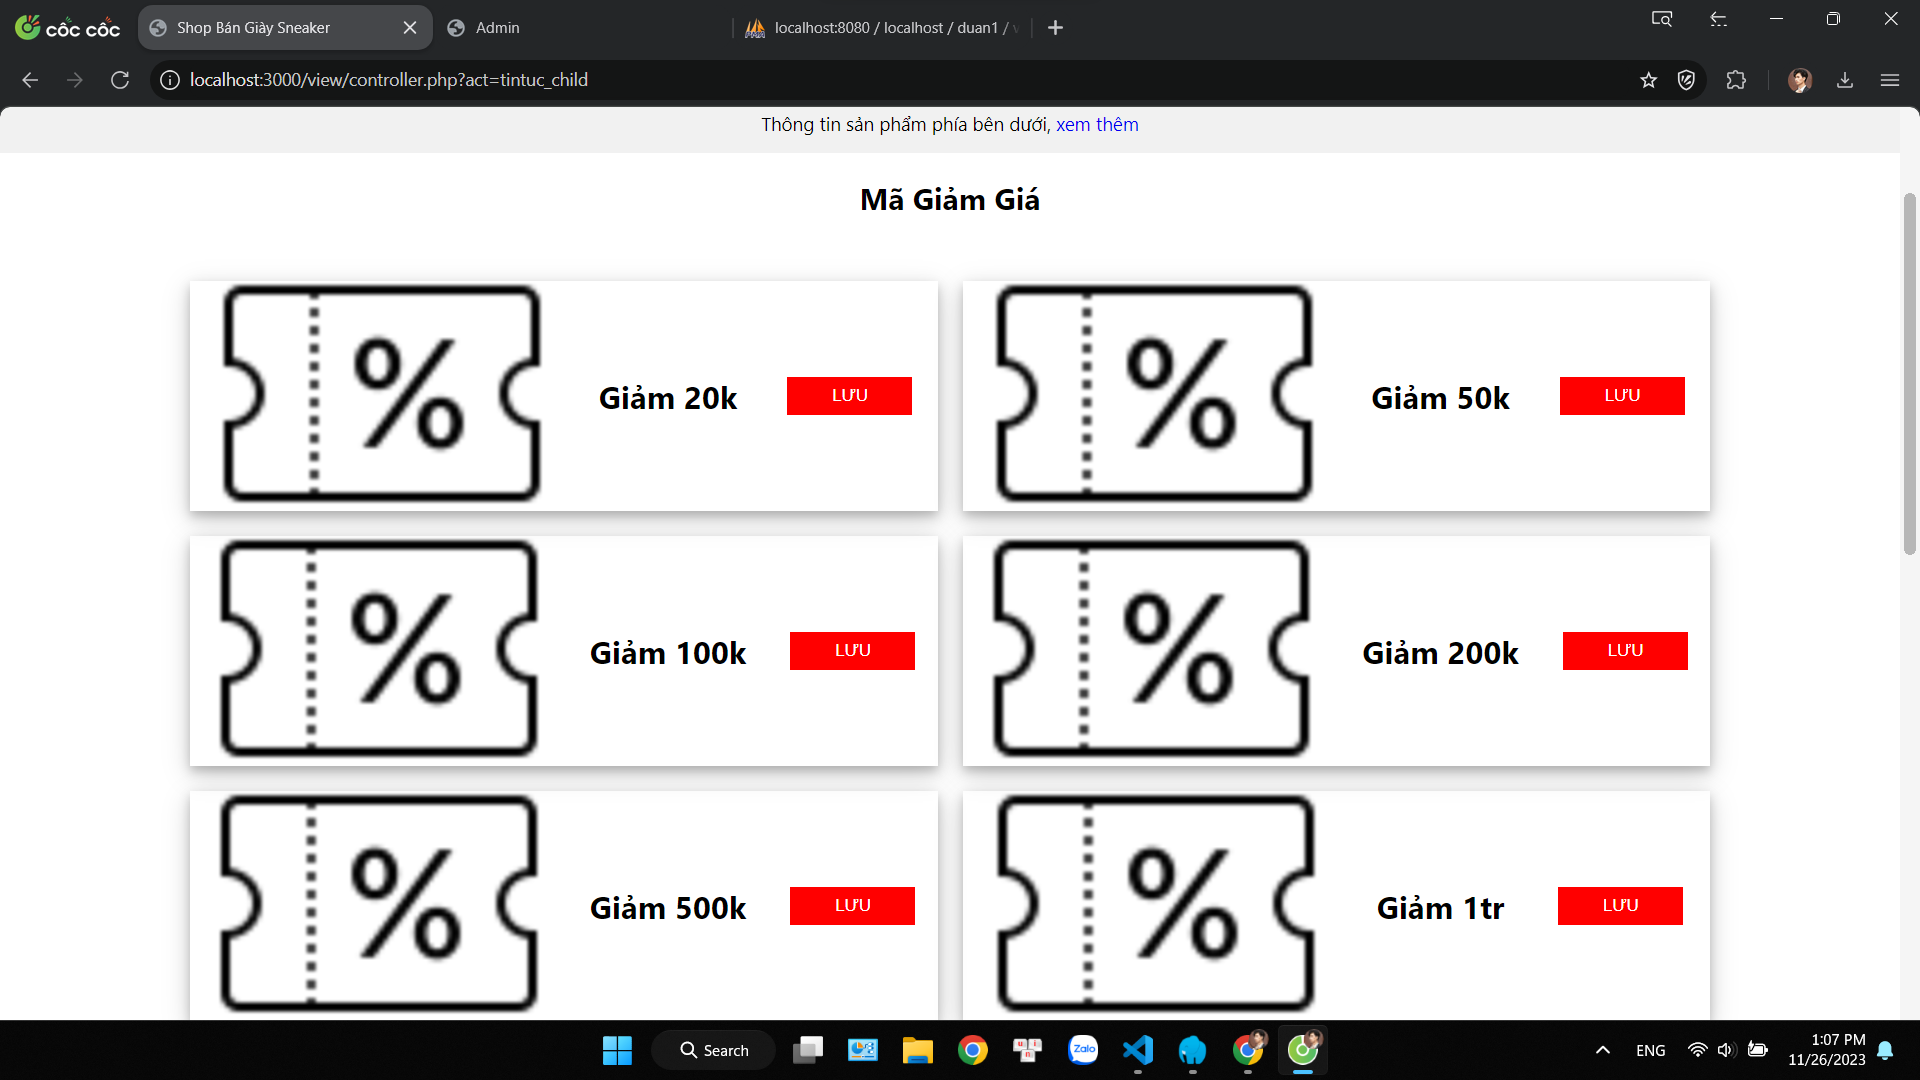 cốc cốc
Shop Bán Giày Sneaker
Admin
localhost:8080 / localhost / duan1 /
localhost:3000/view/controller.php?act=tintuc_child
Thông tin sản phẩm phía bên dưới, xem thêm
Mã Giảm Giá
%
Giảm 20k
LƯU
%
Giảm 50k
LƯU
%
Giảm 100k
LƯU
%
Giảm 200k
LƯU
%
Giảm 500k
LƯU
%
Giảm 1tr
LƯU
Search
Zalo
ENG
1:07 PM
11/26/2023